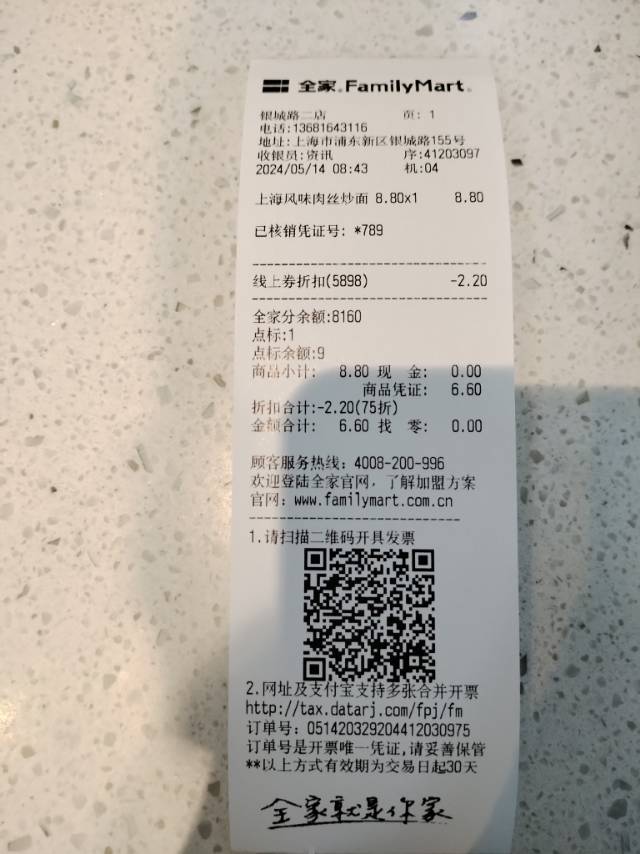 全家®FamilyMart®
银城路二店 页: 1
电话:13681643116
地址:上海市浦东新区银城路155号
收银员:资讯 序:41203097
2024/05/14 08:43 机:04
上海风味肉丝炒面 8.80x1 8.80
已核销凭证号: *789
线上券折扣(5898) -2.20
全家分余额:8160
点标:1
点标余额:9
商品小计: 8.80 现 金: 0.00
商品凭证: 6.60
折扣合计:-2.20(75折)
金额合计: 6.60 找 零: 0.00
顾客服务热线: 4008-200-996
欢迎登陆全家官网，了解加盟方案
官网: www.familymart.com.cn
1.请扫描二维码开具发票
2.网址及支付宝支持多张合并开票
http://tax.datarj.com/fpj/fm
订单号: 051420329204412030975
订单号是开票唯一凭证,请妥善保管
**以上方式有效期为交易日起30天
全家就是你家